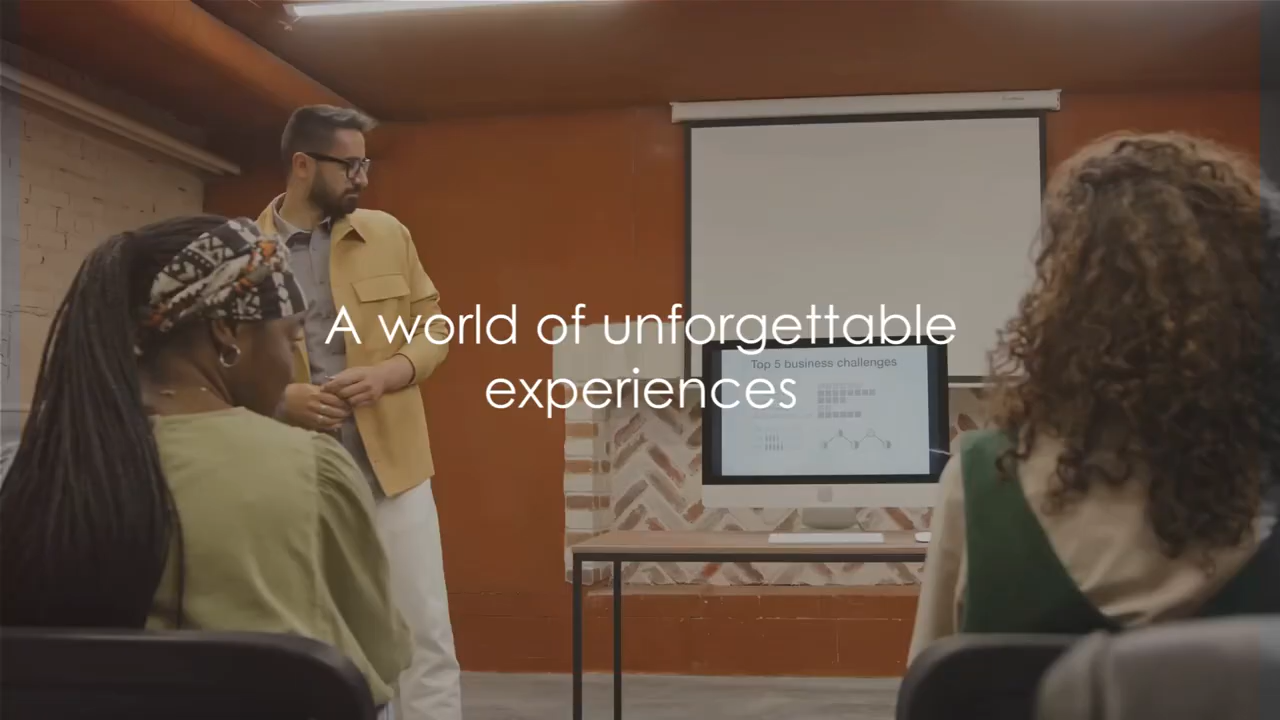 A world of unforgettable
experiences
Top 5 business challenges